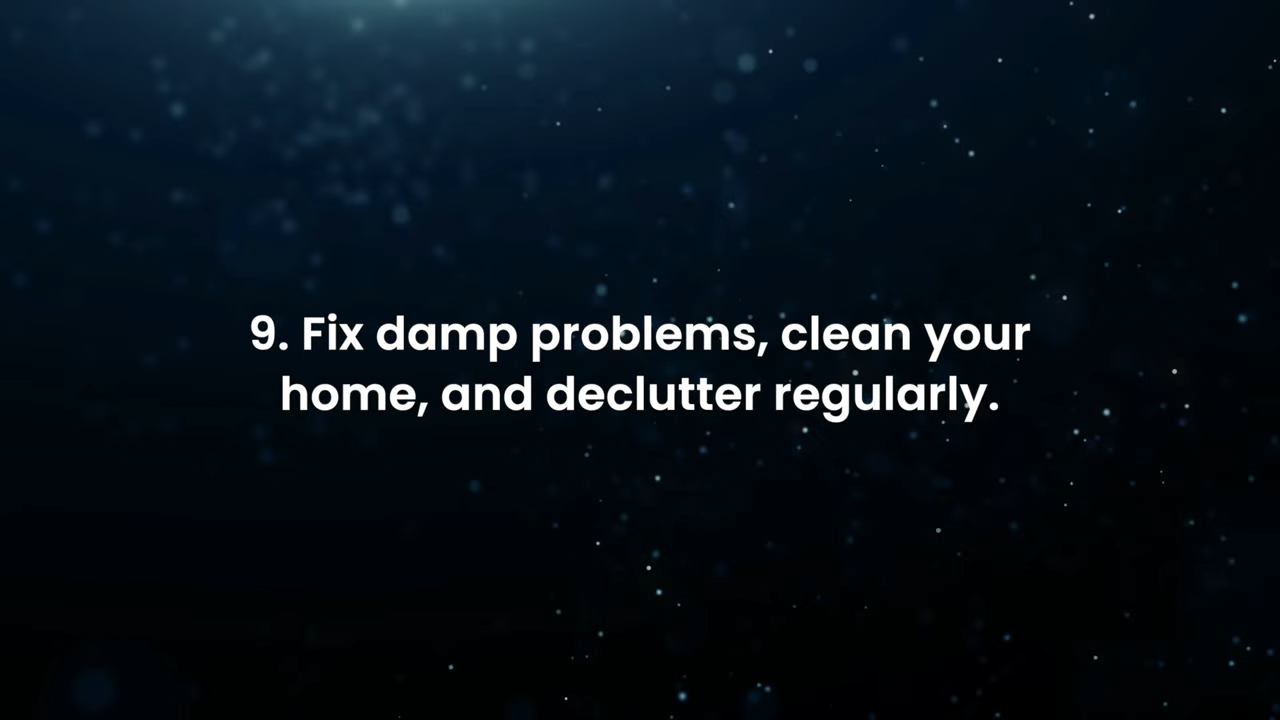 9. Fix damp problems, clean your
home, and declutter regularly.